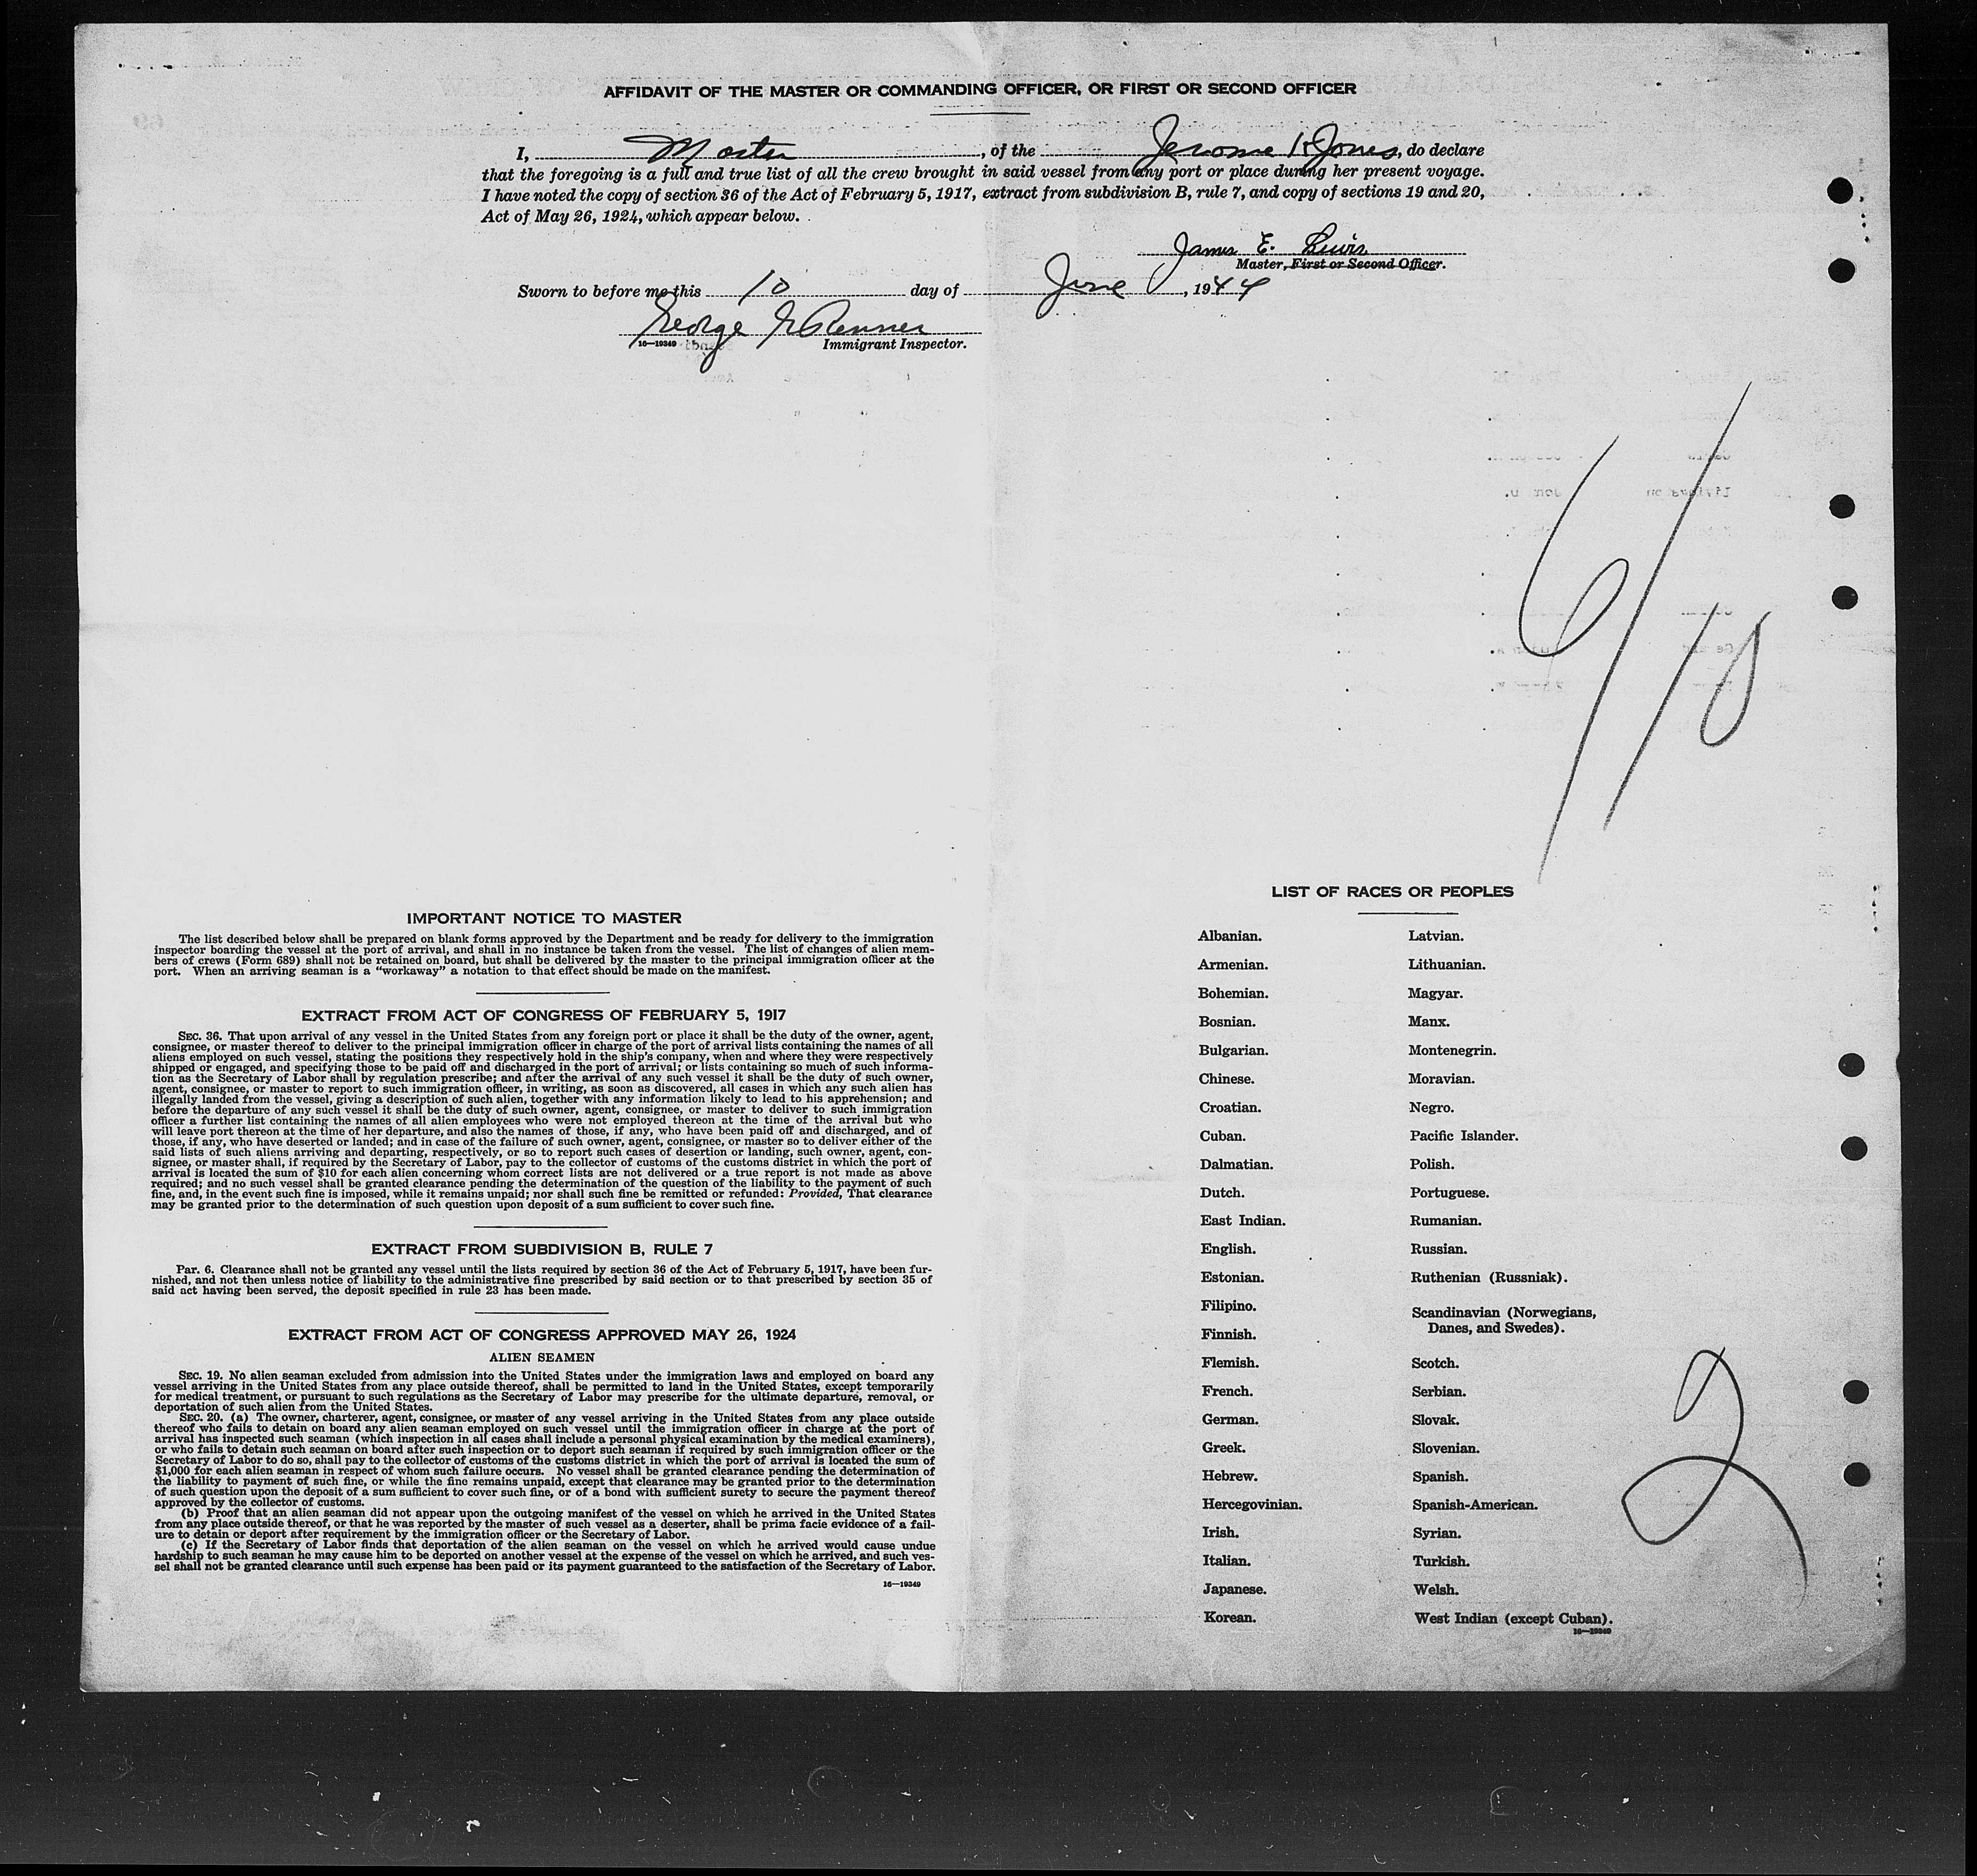 AFFIDAVIT OF THE MASTER OR COMMANDING OFFICER, OR FIRST OR SECOND OFFICER
I, Master, of the Jerome K Jones, do declare
that the foregoing is a full and true list of all the crew brought in said vessel from any port or place during her present voyage.
I have noted the copy of section 36 of the Act of February 5, 1917, extract from subdivision B, rule 7, and copy of sections 19 and 20,
Act of May 26, 1924, which appear below.
James E. Lewis
Master, First or Second Officer.
Sworn to before me this 10 day of June, 1944
George Renner
16—19349 Immigrant Inspector.
6/10
IMPORTANT NOTICE TO MASTER
The list described below shall be prepared on blank forms approved by the Department and be ready for delivery to the immigration
inspector boarding the vessel at the port of arrival, and shall in no instance be taken from the vessel. The list of changes of alien mem-
bers of crews (Form 689) shall not be retained on board, but shall be delivered by the master to the principal immigration officer at the
port. When an arriving seaman is a "workaway" a notation to that effect should be made on the manifest.
EXTRACT FROM ACT OF CONGRESS OF FEBRUARY 5, 1917
SEC. 36. That upon arrival of any vessel in the United States from any foreign port or place it shall be the duty of the owner, agent,
consignee, or master thereof to deliver to the principal immigration officer in charge of the port of arrival lists containing the names of all
aliens employed on such vessel, stating the positions they respectively hold in the ship's company, when and where they were respectively
shipped or engaged, and specifying those to be paid off and discharged in the port of arrival; or lists containing so much of such informa-
tion as the Secretary of Labor shall by regulation prescribe; and after the arrival of any such vessel it shall be the duty of such owner,
agent, consignee, or master to report to such immigration officer, in writing, as soon as discovered, all cases in which any such alien has
illegally landed from the vessel, giving a description of such alien, together with any information likely to lead to his apprehension; and
before the departure of any such vessel it shall be the duty of such owner, agent, consignee, or master to deliver to such immigration
officer a further list containing the names of all alien employees who were not employed thereon at the time of the arrival but who
will leave port thereon at the time of her departure, and also the names of those, if any, who have been paid off and discharged, and of
those, if any, who have deserted or landed; and in case of the failure of such owner, agent, consignee, or master so to deliver either of the
said lists of such aliens arriving and departing, respectively, or so to report such cases of desertion or landing, such owner, agent, con-
signee, or master shall, if required by the Secretary of Labor, pay to the collector of customs of the customs district in which the port of
arrival is located the sum of $10 for each alien concerning whom correct lists are not delivered or a true report is not made as above
required; and no such vessel shall be granted clearance pending the determination of the question of the liability to the payment of such
fine, and, in the event such fine is imposed, while it remains unpaid; nor shall such fine be remitted or refunded: Provided, That clearance
may be granted prior to the determination of such question upon deposit of a sum sufficient to cover such fine.
EXTRACT FROM SUBDIVISION B, RULE 7
Par. 6. Clearance shall not be granted any vessel until the lists required by section 36 of the Act of February 5, 1917, have been fur-
nished, and not then unless notice of liability to the administrative fine prescribed by said section or to that prescribed by section 35 of
said act having been served, the deposit specified in rule 23 has been made.
EXTRACT FROM ACT OF CONGRESS APPROVED MAY 26, 1924
ALIEN SEAMEN
SEC. 19. No alien seaman excluded from admission into the United States under the immigration laws and employed on board any
vessel arriving in the United States from any place outside thereof, shall be permitted to land in the United States, except temporarily
for medical treatment, or pursuant to such regulations as the Secretary of Labor may prescribe for the ultimate departure, removal, or
deportation of such alien from the United States.
SEC. 20. (a) The owner, charterer, agent, consignee, or master of any vessel arriving in the United States from any place outside
thereof who fails to detain on board any alien seaman employed on such vessel until the immigration officer in charge at the port of
arrival has inspected such seaman (which inspection in all cases shall include a personal physical examination by the medical examiners),
or who fails to detain such seaman on board after such inspection or to deport such seaman if required by such immigration officer or the
Secretary of Labor to do so, shall pay to the collector of customs of the customs district in which the port of arrival is located the sum of
$1,000 for each alien seaman in respect of whom such failure occurs. No vessel shall be granted clearance pending the determination of
the liability to payment of such fine, or while the fine remains unpaid, except that clearance may be granted prior to the determination
of such question upon the deposit of a sum sufficient to cover such fine, or of a bond with sufficient surety to secure the payment thereof
approved by the collector of customs.
(b) Proof that an alien seaman did not appear upon the outgoing manifest of the vessel on which he arrived in the United States
from any place outside thereof, or that he was reported by the master of such vessel as a deserter, shall be prima facie evidence of a fail-
ure to detain or deport after requirement by the immigration officer or the Secretary of Labor.
(c) If the Secretary of Labor finds that deportation of the alien seaman on the vessel on which he arrived would cause undue
hardship to such seaman he may cause him to be deported on another vessel at the expense of the vessel on which he arrived, and such ves-
sel shall not be granted clearance until such expense has been paid or its payment guaranteed to the satisfaction of the Secretary of Labor.
16—19349
LIST OF RACES OR PEOPLES
Albanian.
Armenian.
Bohemian.
Bosnian.
Bulgarian.
Chinese.
Croatian.
Cuban.
Dalmatian.
Dutch.
East Indian.
English.
Estonian.
Filipino.
Finnish.
Flemish.
French.
German.
Greek.
Hebrew.
Hercegovinian.
Irish.
Italian.
Japanese.
Korean.
Latvian.
Lithuanian.
Magyar.
Manx.
Montenegrin.
Moravian.
Negro.
Pacific Islander.
Polish.
Portuguese.
Rumanian.
Russian.
Ruthenian (Russniak).
Scandinavian (Norwegians,
Danes, and Swedes).
Scotch.
Serbian.
Slovak.
Slovenian.
Spanish.
Spanish-American.
Syrian.
Turkish.
Welsh.
West Indian (except Cuban).
16—19349
2